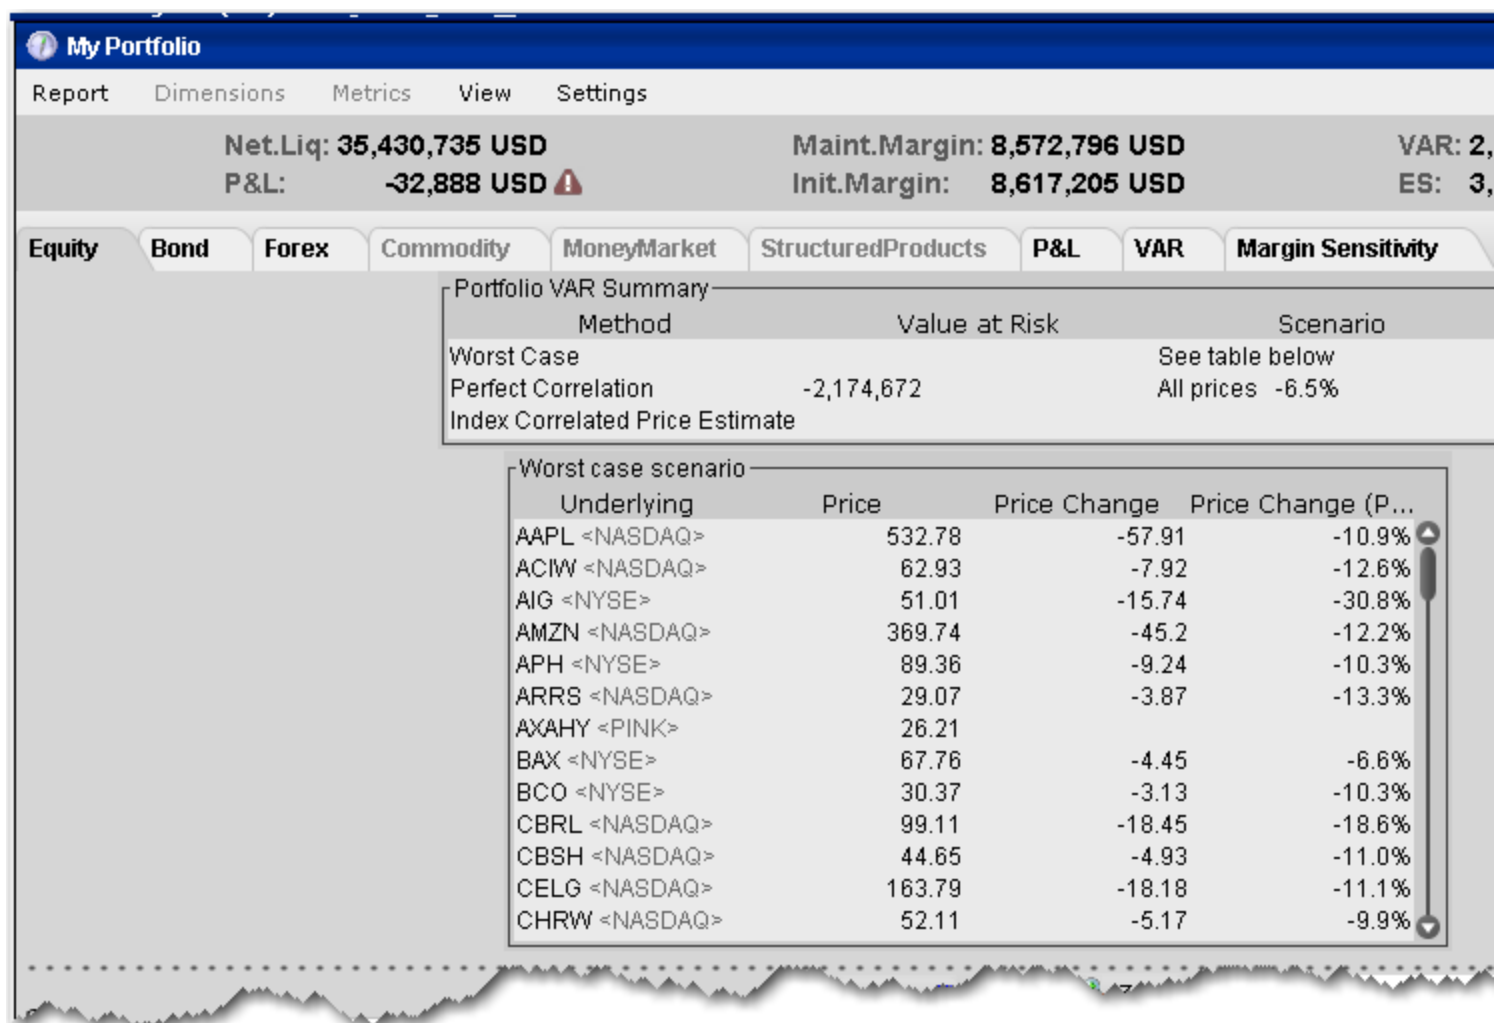 My Portfolio
Report Dimensions Metrics View Settings
Net.Liq: 35,430,735 USD Maint.Margin: 8,572,796 USD VAR: 2,
P&L: -32,888 USD Init.Margin: 8,617,205 USD ES: 3,
Equity Bond Forex Commodity MoneyMarket StructuredProducts P&L VAR Margin Sensitivity
Portfolio VAR Summary
Method Value at Risk Scenario
Worst Case See table below
Perfect Correlation -2,174,672 All prices -6.5%
Index Correlated Price Estimate
Worst case scenario
Underlying Price Price Change Price Change (P...
AAPL <NASDAQ> 532.78 -57.91 -10.9%
ACIW <NASDAQ> 62.93 -7.92 -12.6%
AIG <NYSE> 51.01 -15.74 -30.8%
AMZN <NASDAQ> 369.74 -45.2 -12.2%
APH <NYSE> 89.36 -9.24 -10.3%
ARRS <NASDAQ> 29.07 -3.87 -13.3%
AXAHY <PINK> 26.21
BAX <NYSE> 67.76 -4.45 -6.6%
BCO <NYSE> 30.37 -3.13 -10.3%
CBRL <NASDAQ> 99.11 -18.45 -18.6%
CBSH <NASDAQ> 44.65 -4.93 -11.0%
CELG <NASDAQ> 163.79 -18.18 -11.1%
CHRW <NASDAQ> 52.11 -5.17 -9.9%